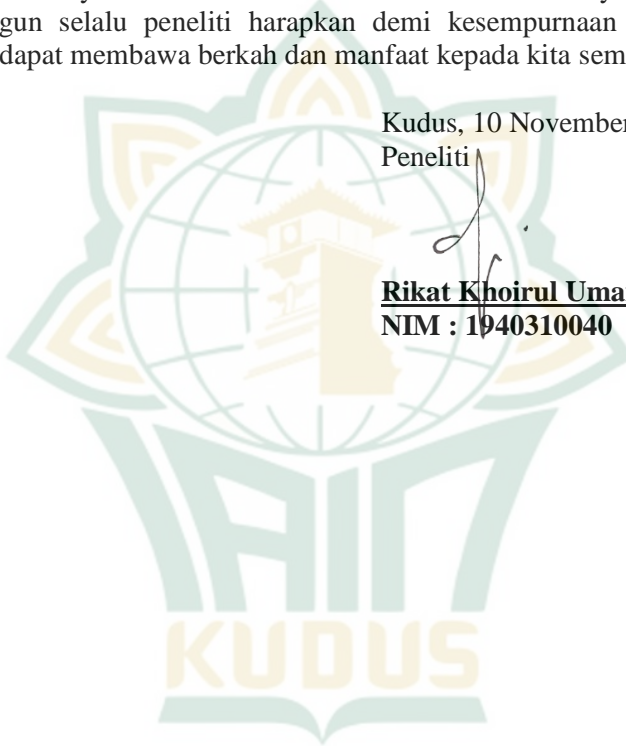 gun selalu peneliti harapkan demi kesempurnaan
dapat membawa berkah dan manfaat kepada kita sem
Kudus, 10 November
Peneliti
Rikat Khoirul Uma
NIM : 1940310040
IAIN
KUDUS